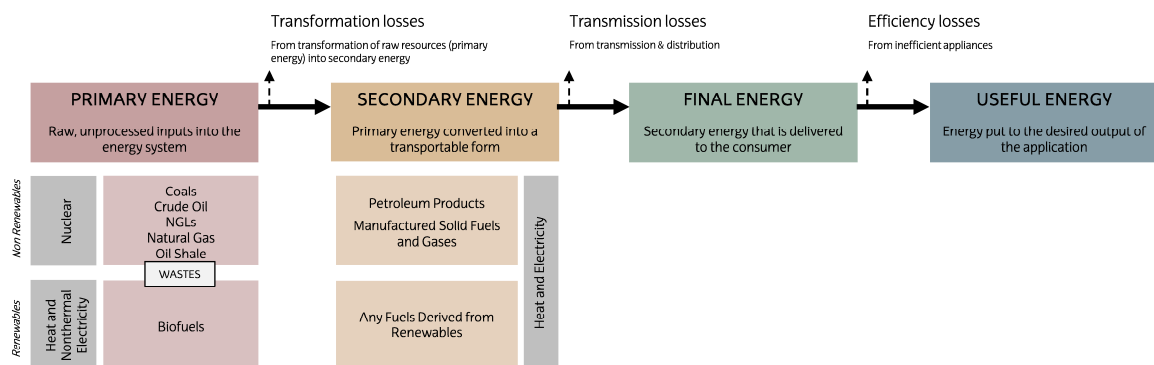 Transformation losses
From transformation of raw resources (primary
energy) into secondary energy
Transmission losses
From transmission & distribution
Efficiency losses
From inefficient appliances
PRIMARY ENERGY
Raw, unprocessed inputs into the
energy system
SECONDARY ENERGY
Primary energy converted into a
transportable form
FINAL ENERGY
Secondary energy that is delivered
to the consumer
USEFUL ENERGY
Energy put to the desired output of
the application
Non Renewables
Nuclear
Coals
Crude Oil
NGLs
Natural Gas
Oil Shale
WASTES
Petroleum Products
Manufactured Solid Fuels
and Gases
Heat and Electricity
Renewables
Heat and
Nonthermal
Electricity
Biofuels
Any Fuels Derived from
Renewables